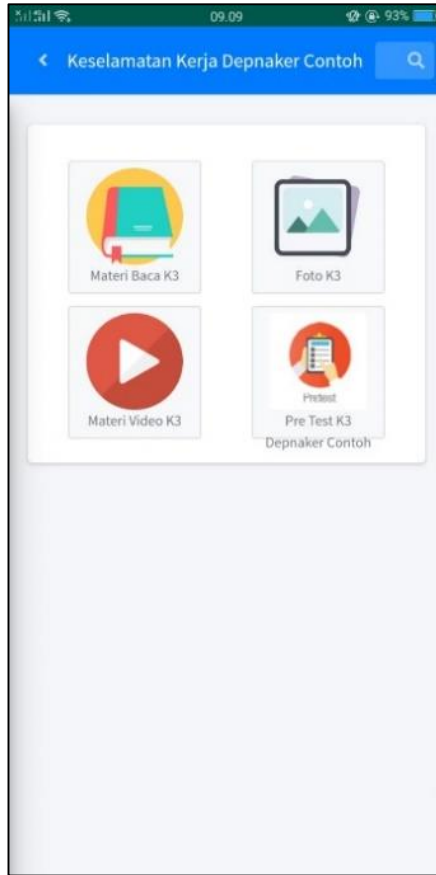 09.09
93%
Keselamatan Kerja Depnaker Contoh
Materi Baca K3
Foto K3
Materi Video K3
Pretest
Pre Test K3
Depnaker Contoh